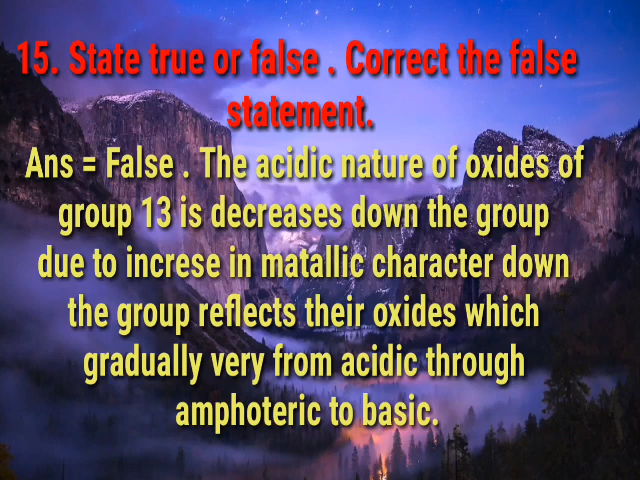 15. State true or false . Correct the false
statement.
Ans = False . The acidic nature of oxides of
group 13 is decreases down the group
due to increse in matallic character down
the group reflects their oxides which
gradually very from acidic through
amphoteric to basic.